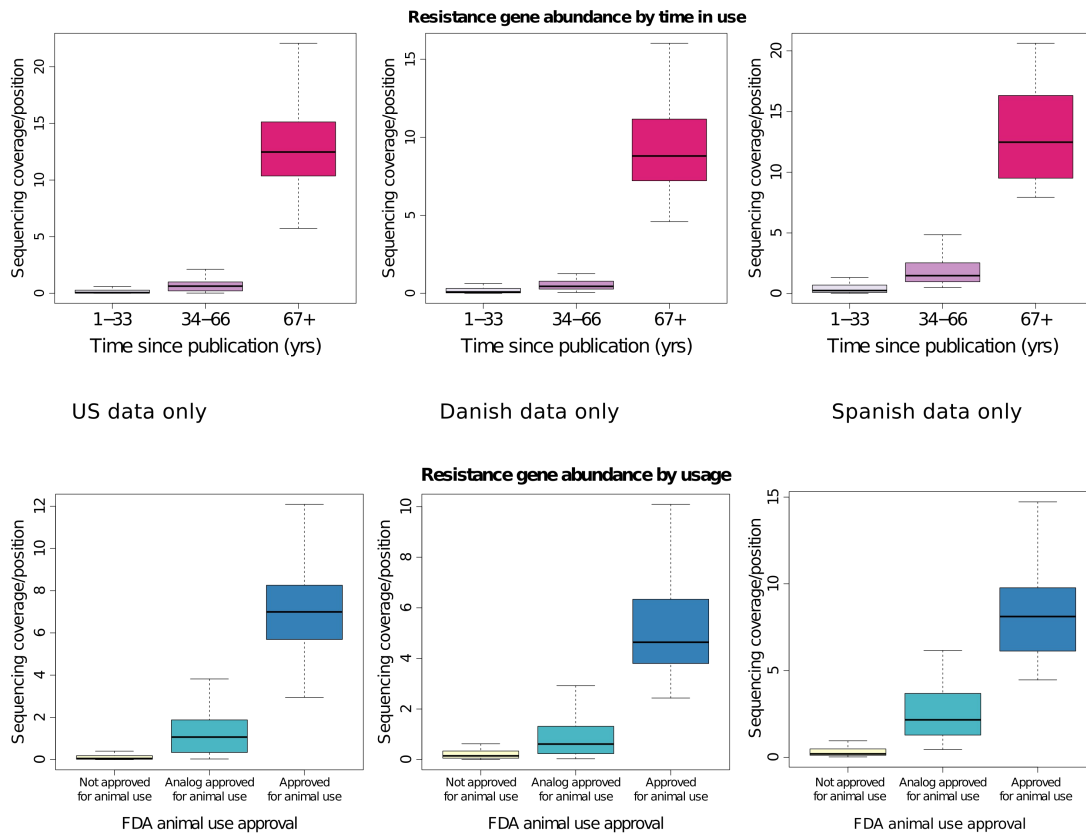 Resistance gene abundance by time in use
Sequencing coverage/position
0
5
10
15
20
1–33 34–66 67+
Time since publication (yrs)
US data only
Sequencing coverage/position
0
5
10
15
1–33 34–66 67+
Time since publication (yrs)
Danish data only
Sequencing coverage/position
0
5
10
15
20
1–33 34–66 67+
Time since publication (yrs)
Spanish data only
Resistance gene abundance by usage
Sequencing coverage/position
0
2
4
6
8
10
12
Not approved Analog approved Approved
for animal use for animal use for animal use
FDA animal use approval
Sequencing coverage/position
0
2
4
6
8
10
Not approved Analog approved Approved
for animal use for animal use for animal use
FDA animal use approval
Sequencing coverage/position
0
5
10
15
Not approved Analog approved Approved
for animal use for animal use for animal use
FDA animal use approval